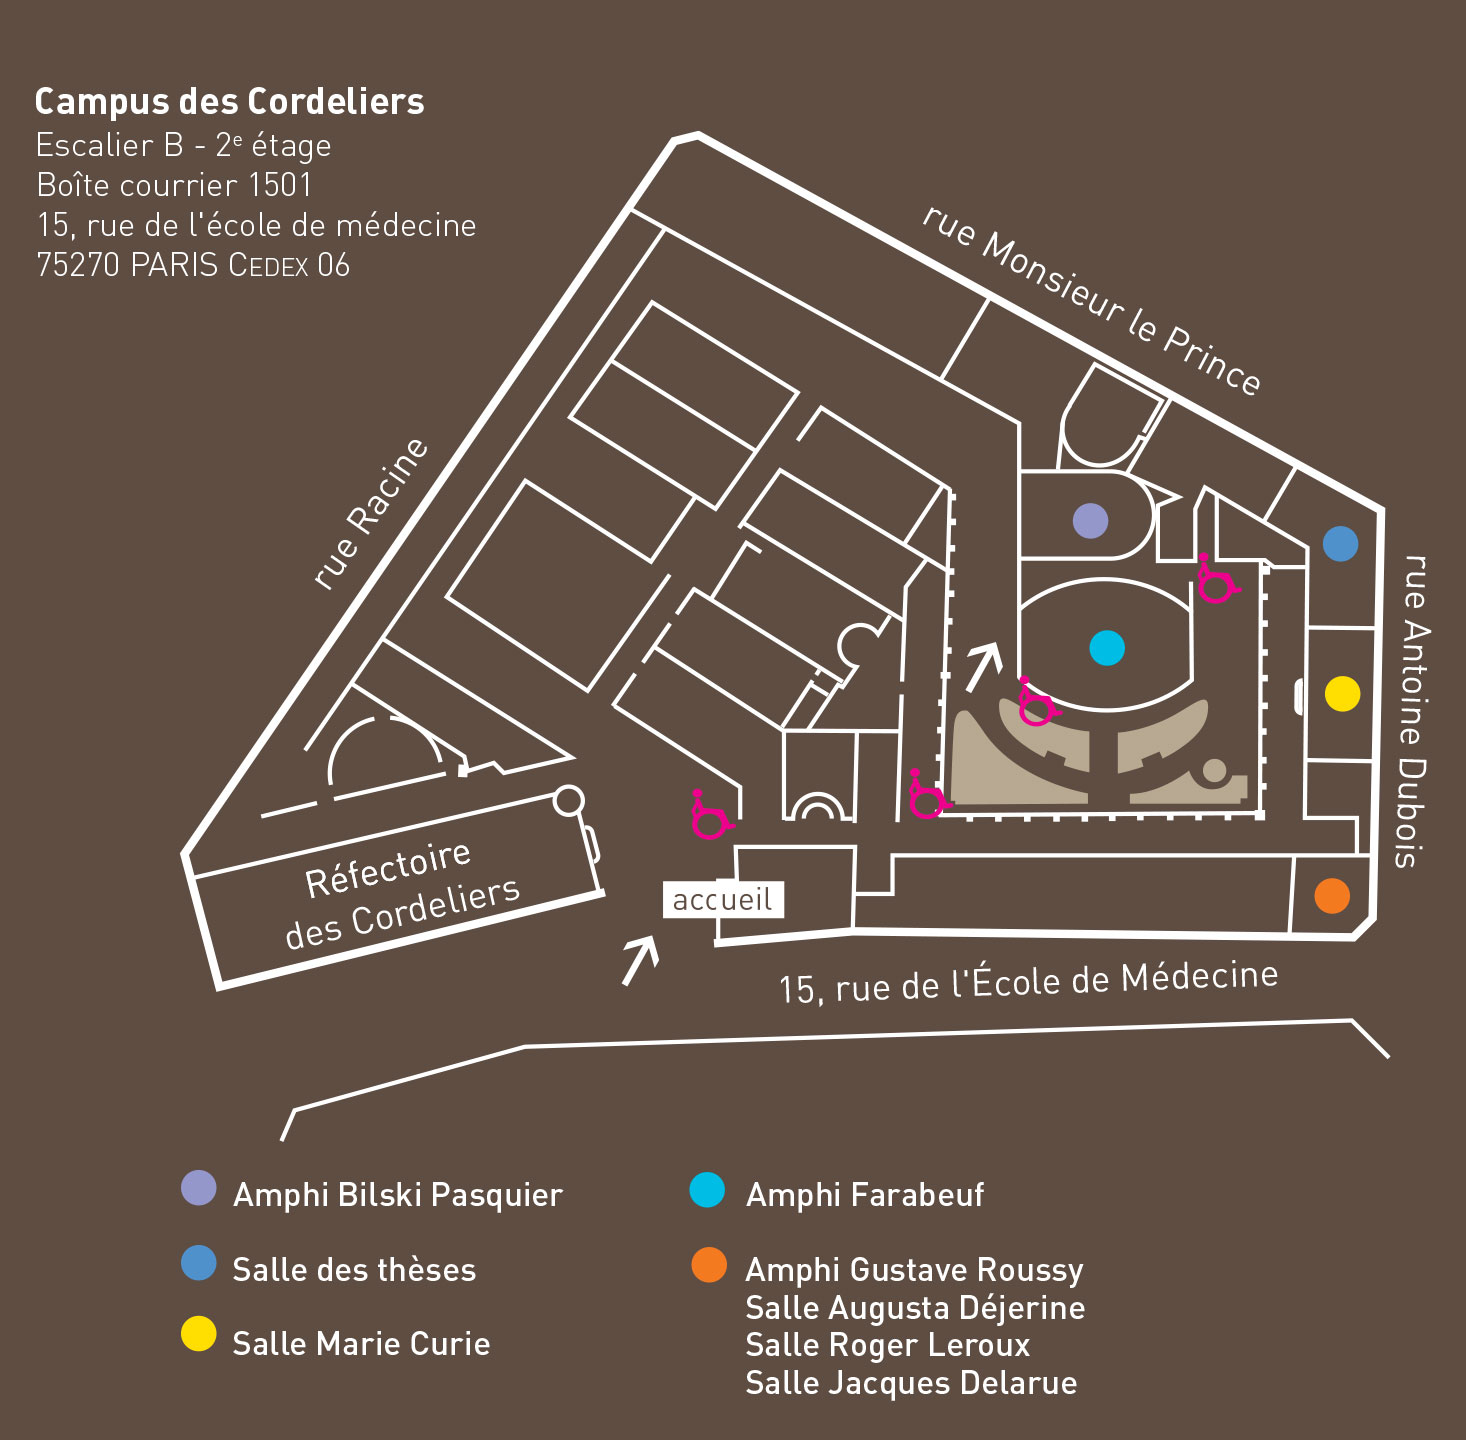 Campus des Cordeliers
Escalier B - 2e étage
Boîte courrier 1501
15, rue de l'école de médecine
75270 PARIS CEDEX 06
rue Monsieur le Prince
rue Racine
rue Antoine Dubois
Réfectoire
des Cordeliers
accueil
15, rue de l'École de Médecine
Amphi Bilski Pasquier
Salle des thèses
Salle Marie Curie
Amphi Farabeuf
Amphi Gustave Roussy
Salle Augusta Déjerine
Salle Roger Leroux
Salle Jacques Delarue